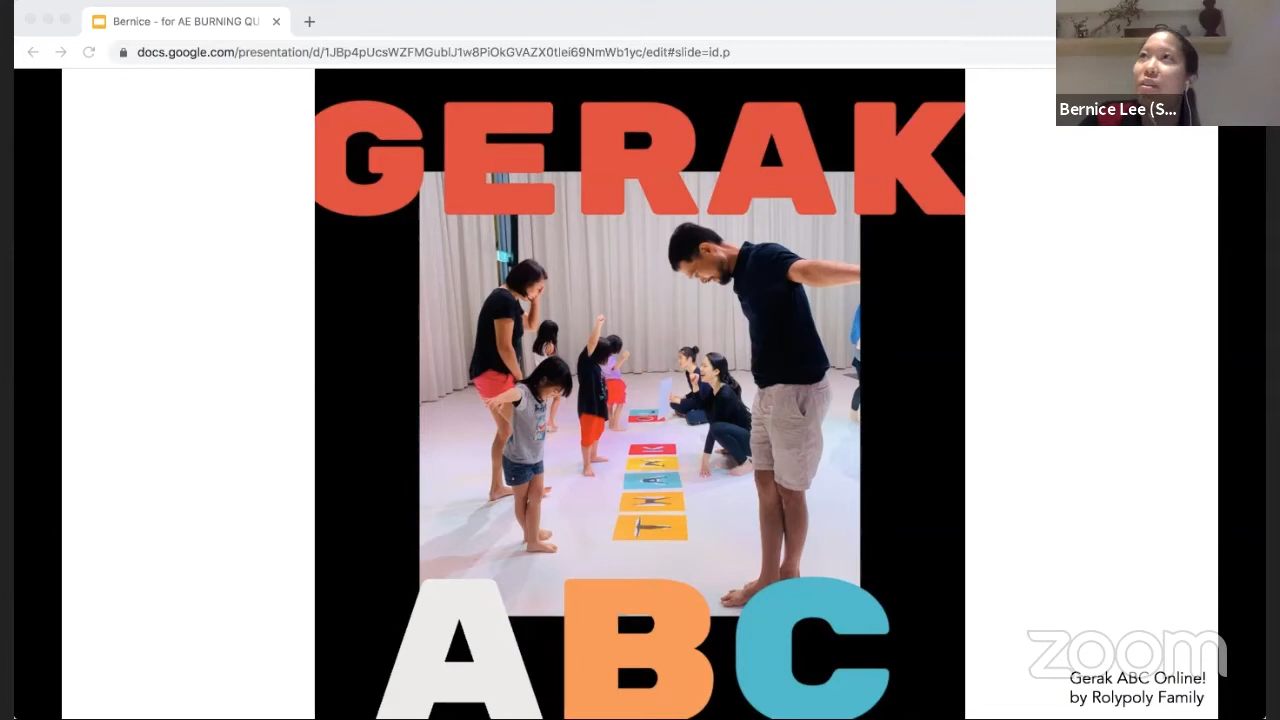 Bernice - for AE BURNING QU
docs.google.com/presentation/d/1JBp4pUcsWZFMGublJ1w8PiOkGVAZX0tIei69NmWb1yc/edit#slide=id.p
Bernice Lee (S...
GERAK
K
N
A
H
T
ABC
zoom
Gerak ABC Online!
by Rolypoly Family